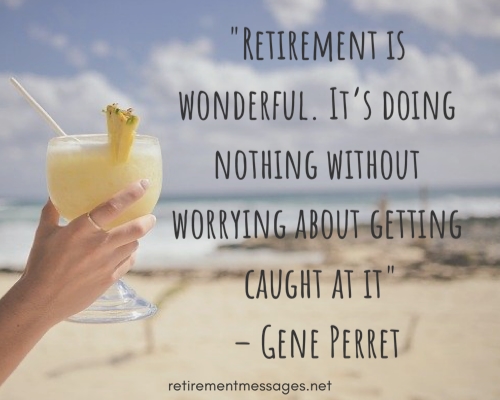 "Retirement is
wonderful. It's doing
nothing without
worrying about getting
caught at it"
– Gene Perret
retirementmessages.net